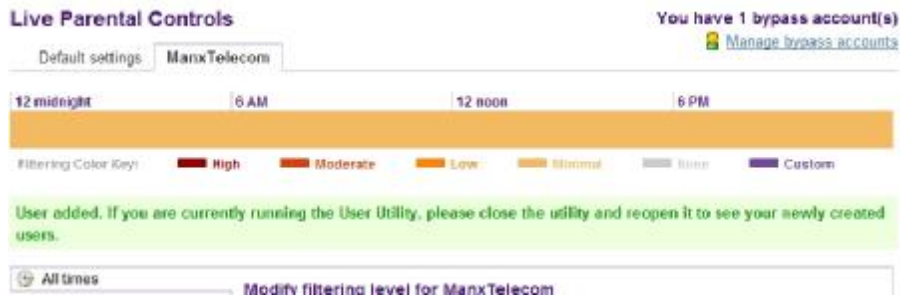 Live Parental Controls
You have 1 bypass account(s)
Manage bypass accounts
Default settings ManxTelecom
12 midnight 6 AM 12 noon 6 PM
Filtering Color Key: High Moderate Low Minimal None Custom
User added. If you are currently running the User Utility, please close the utility and reopen it to see your newly created
users.
All times
Modify filtering level for ManxTelecom